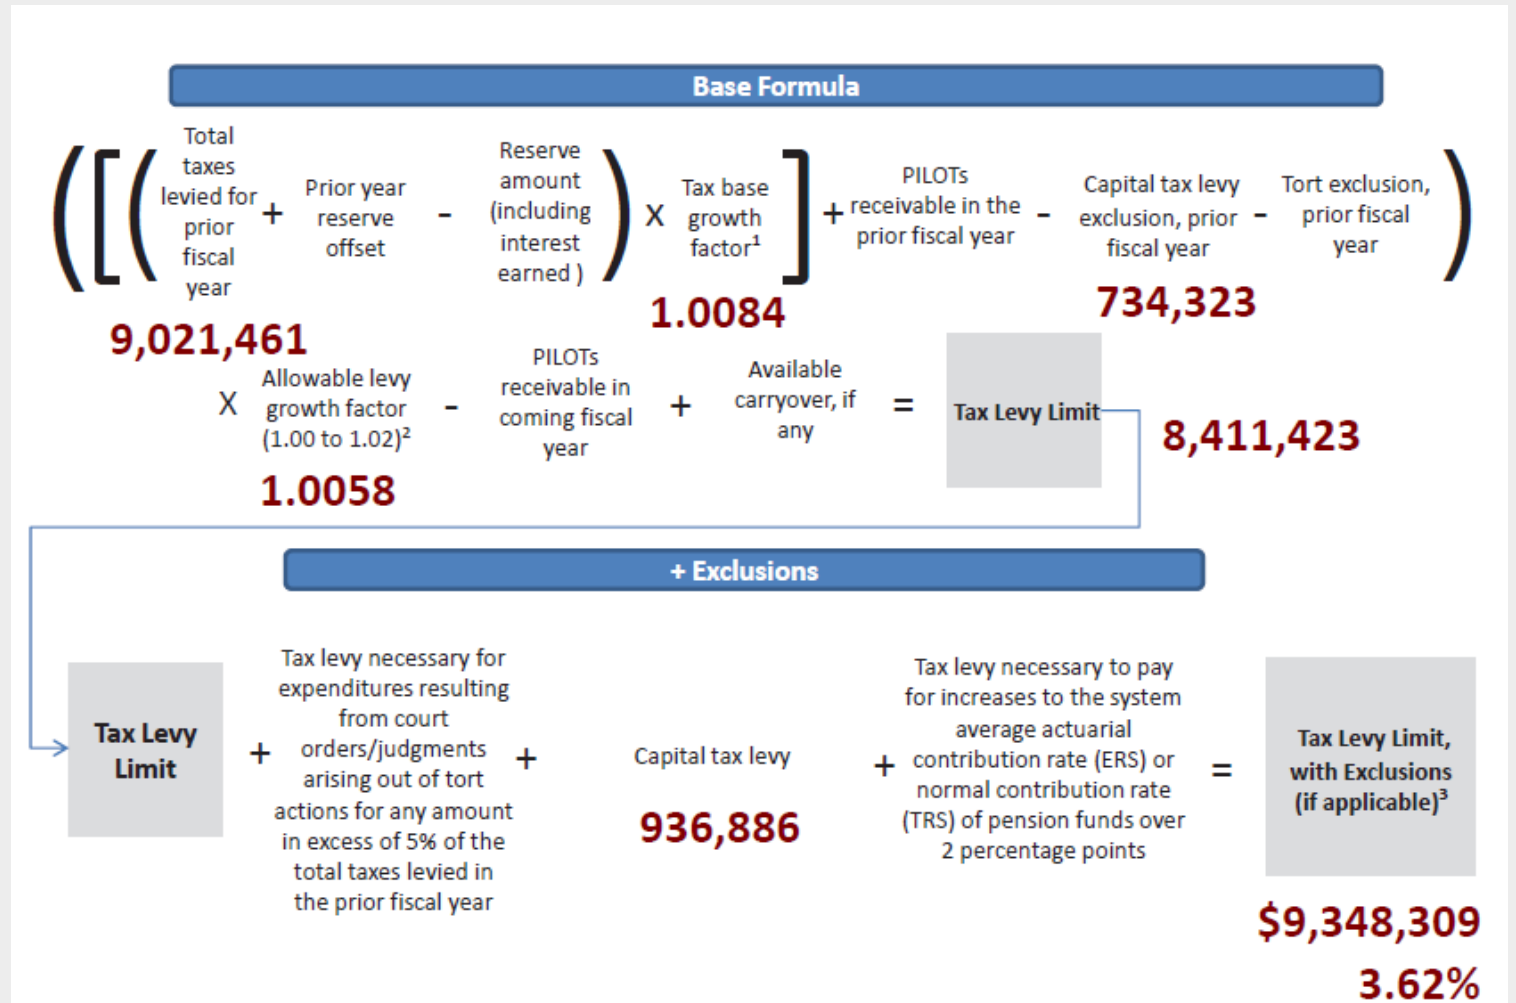 Base Formula
Total
taxes
levied for
prior
fiscal
year
+
Prior year
reserve
offset
-
Reserve
amount
(including
interest
earned )
X
Tax base
growth
factor¹
+
PILOTs
receivable in the
prior fiscal year
-
Capital tax levy
exclusion, prior
fiscal year
-
Tort exclusion,
prior fiscal
year
9,021,461
1.0084
734,323
X
Allowable levy
growth factor
(1.00 to 1.02)²
-
PILOTs
receivable in
coming fiscal
year
+
Available
carryover, if
any
=
Tax Levy Limit
8,411,423
1.0058
+ Exclusions
Tax Levy
Limit
+
Tax levy necessary for
expenditures resulting
from court
orders/judgments
arising out of tort
actions for any amount
in excess of 5% of the
total taxes levied in
the prior fiscal year
+
Capital tax levy
936,886
+
Tax levy necessary to pay
for increases to the system
average actuarial
contribution rate (ERS) or
normal contribution rate
(TRS) of pension funds over
2 percentage points
=
Tax Levy Limit,
with Exclusions
(if applicable)³
$9,348,309
3.62%